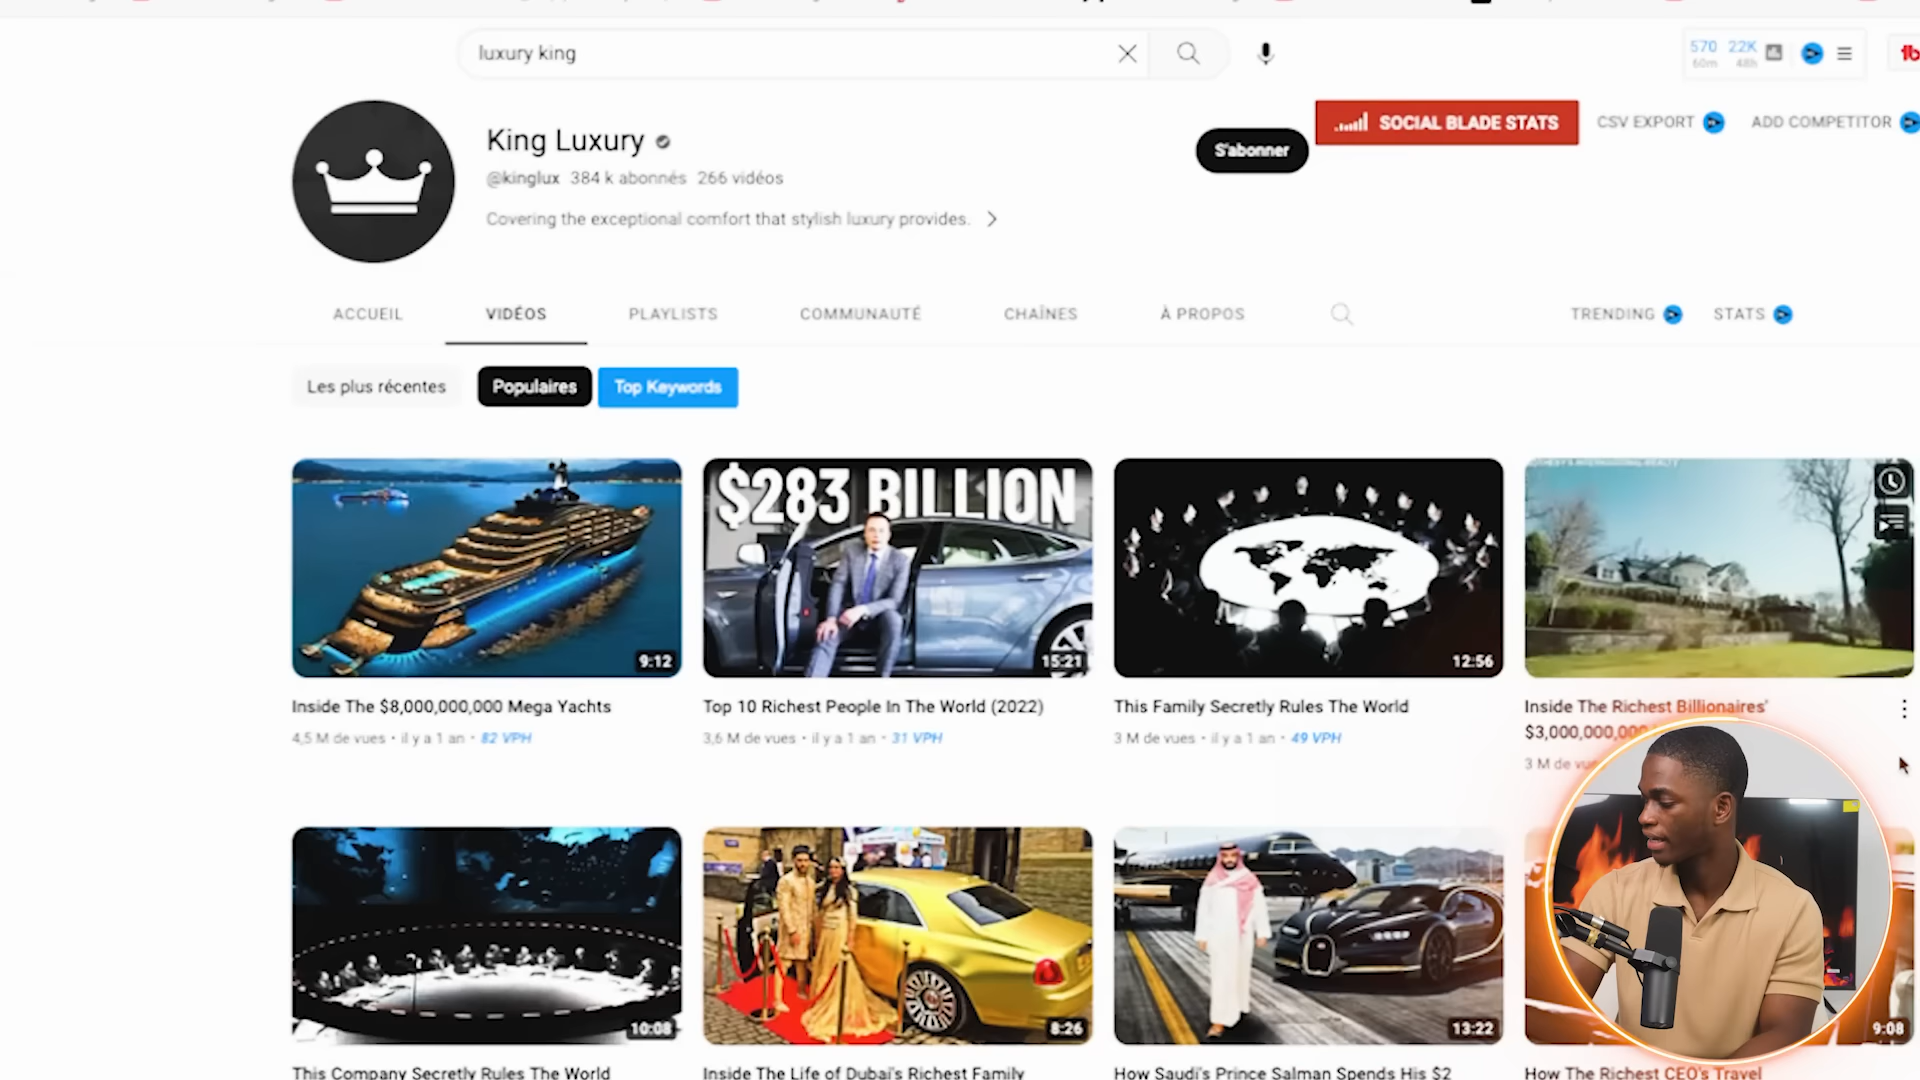 luxury king
570 22K
60m 48h
King Luxury
@kinglux 384 k abonnés 266 vidéos
Covering the exceptional comfort that stylish luxury provides.
S'abonner
SOCIAL BLADE STATS
CSV EXPORT
ADD COMPETITOR
ACCUEIL VIDÉOS PLAYLISTS COMMUNAUTÉ CHAÎNES À PROPOS
TRENDING STATS
Les plus récentes Populaires Top Keywords
$283 BILLION
9:12
15:21
12:56
Inside The $8,000,000,000 Mega Yachts
4,5 M de vues • il y a 1 an • 82 VPH
Top 10 Richest People In The World (2022)
3,6 M de vues • il y a 1 an • 31 VPH
This Family Secretly Rules The World
3 M de vues • il y a 1 an • 49 VPH
Inside The Richest Billionaires'
$3,000,000,000
3 M de vues
10:08
8:26
13:22
9:08
This Company Secretly Rules The World
Inside The Life of Dubai's Richest Family
How Saudi's Prince Salman Spends His $2
How The Richest CEO's Travel